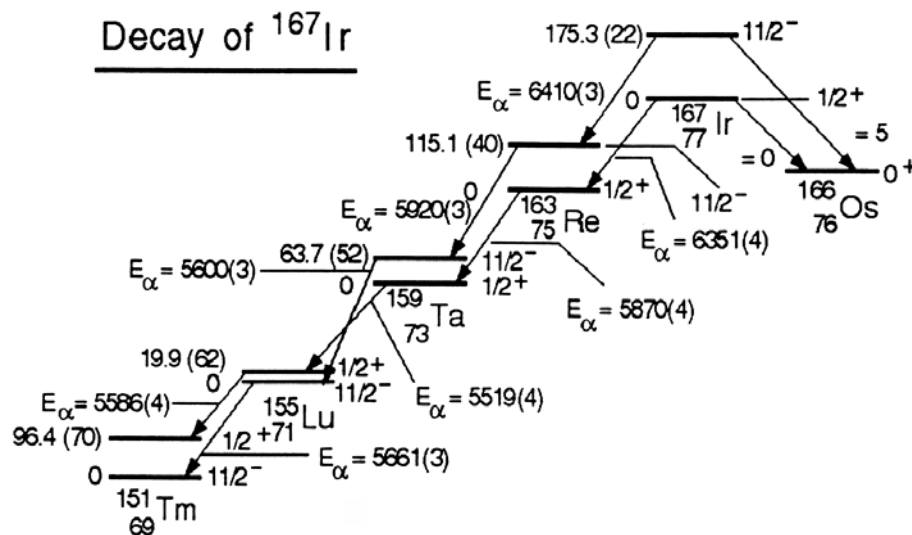 Decay of 167Ir
175.3 (22) 11/2−
Eα = 6410(3) 0 1/2+
167 77 Ir
115.1 (40) = 5
= 0 0+
166 76 Os
0 1/2+ 11/2−
Eα = 5920(3) 163 75 Re
Eα = 6351(4)
63.7 (52) 11/2−
Eα = 5600(3) 0 1/2+
Eα = 5870(4)
159 73 Ta
19.9 (62) 1/2+
0 11/2−
Eα = 5586(4) 155 +71 Lu Eα = 5519(4)
96.4 (70) 1/2
Eα = 5661(3)
0 11/2−
151 69 Tm